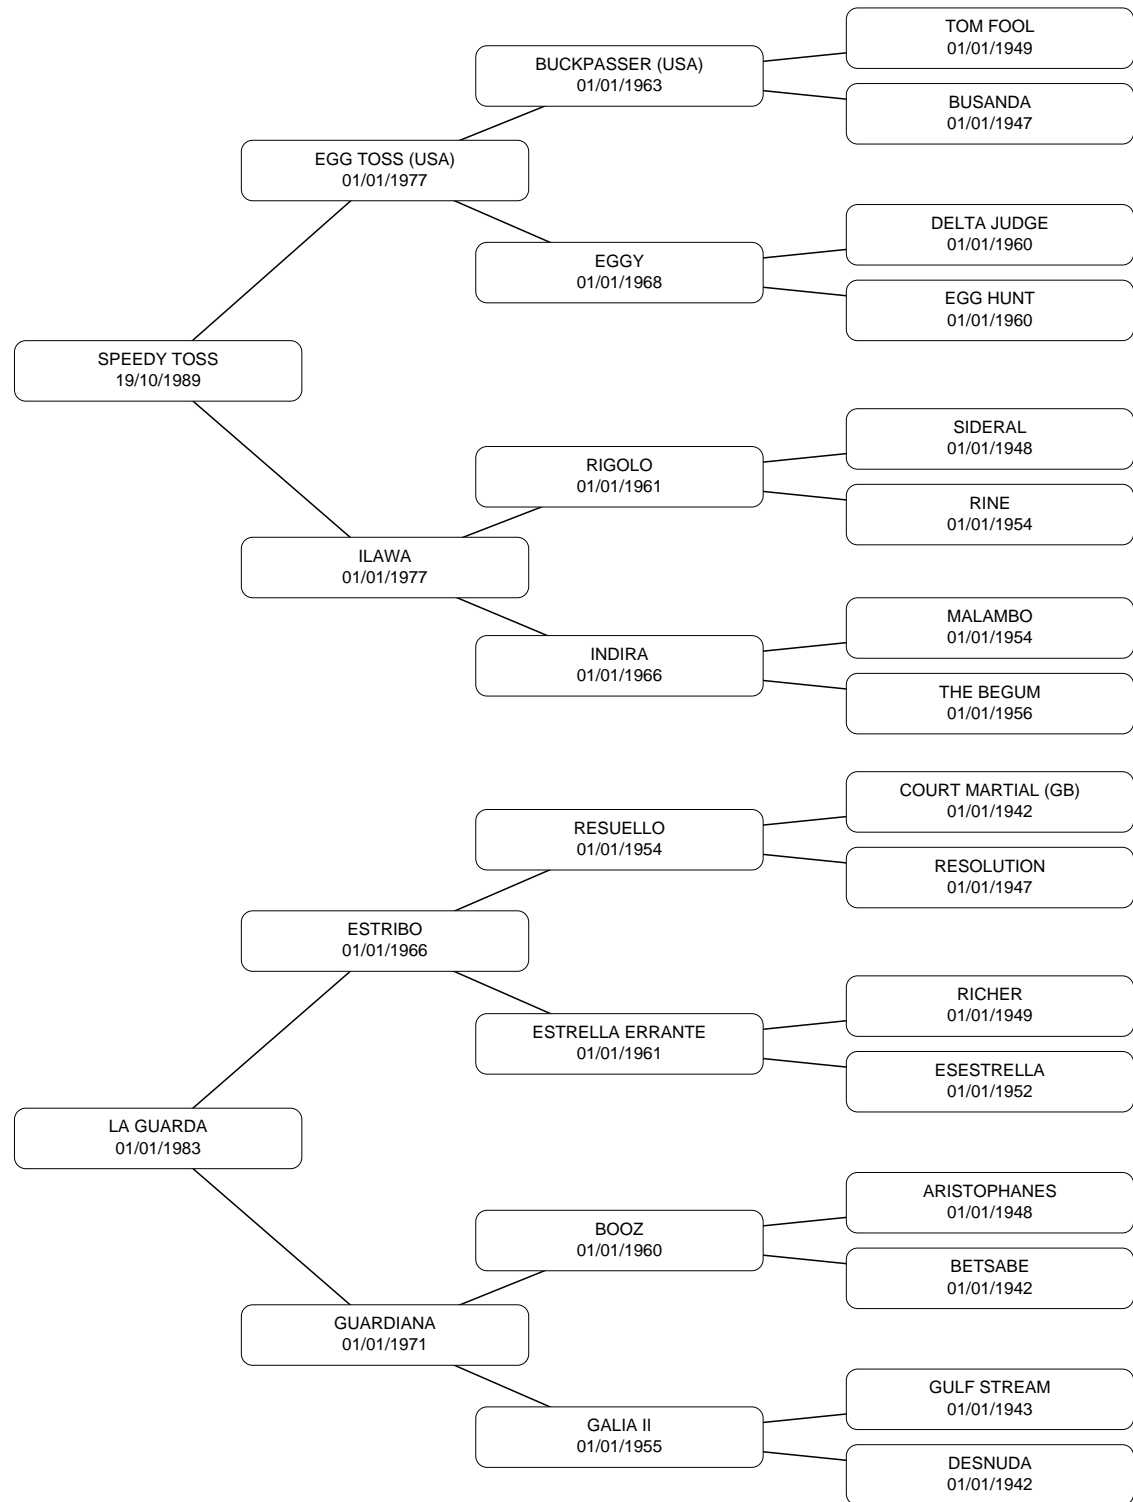 TOM FOOL
01/01/1949
BUCKPASSER (USA)
01/01/1963
BUSANDA
01/01/1947
EGG TOSS (USA)
01/01/1977
DELTA JUDGE
01/01/1960
EGGY
01/01/1968
EGG HUNT
01/01/1960
SPEEDY TOSS
19/10/1989
SIDERAL
01/01/1948
RIGOLO
01/01/1961
RINE
01/01/1954
ILAWA
01/01/1977
MALAMBO
01/01/1954
INDIRA
01/01/1966
THE BEGUM
01/01/1956
COURT MARTIAL (GB)
01/01/1942
RESUELLO
01/01/1954
RESOLUTION
01/01/1947
ESTRIBO
01/01/1966
RICHER
01/01/1949
ESTRELLA ERRANTE
01/01/1961
ESESTRELLA
01/01/1952
LA GUARDA
01/01/1983
ARISTOPHANES
01/01/1948
BOOZ
01/01/1960
BETSABE
01/01/1942
GUARDIANA
01/01/1971
GULF STREAM
01/01/1943
GALIA II
01/01/1955
DESNUDA
01/01/1942